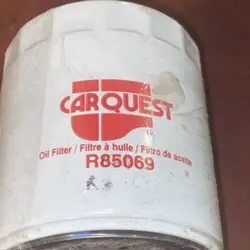 CARQUEST
Oil Filter / Filtre à huile / Filtro de aceite
R85069